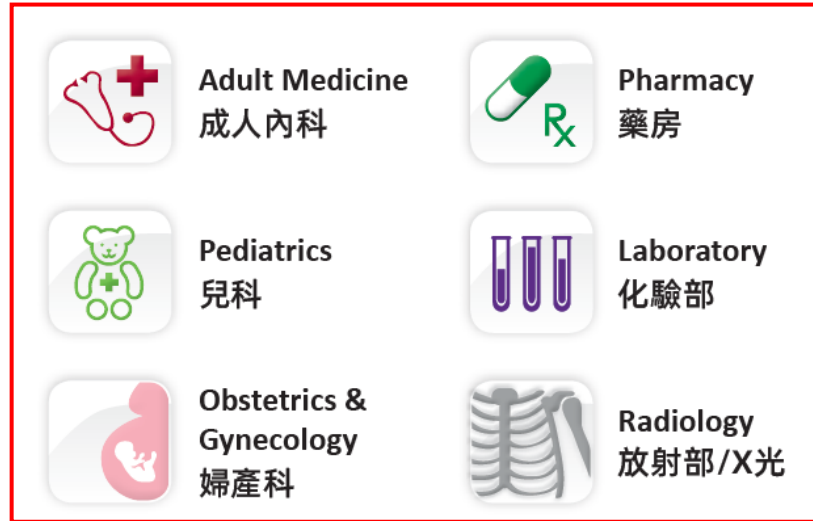 Adult Medicine
成人內科
Pediatrics
兒科
Obstetrics &
Gynecology
婦產科
Rx
Pharmacy
藥房
Laboratory
化驗部
Radiology
放射部/X光